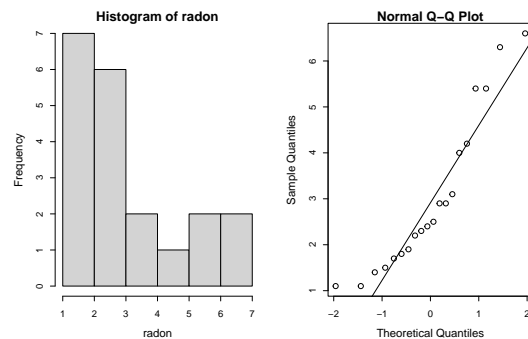 Histogram of radon
Frequency
7
6
5
4
3
2
1
0
1 2 3 4 5 6 7
radon
Normal Q−Q Plot
Sample Quantiles
6
5
4
3
2
1
−2 −1 0 1 2
Theoretical Quantiles